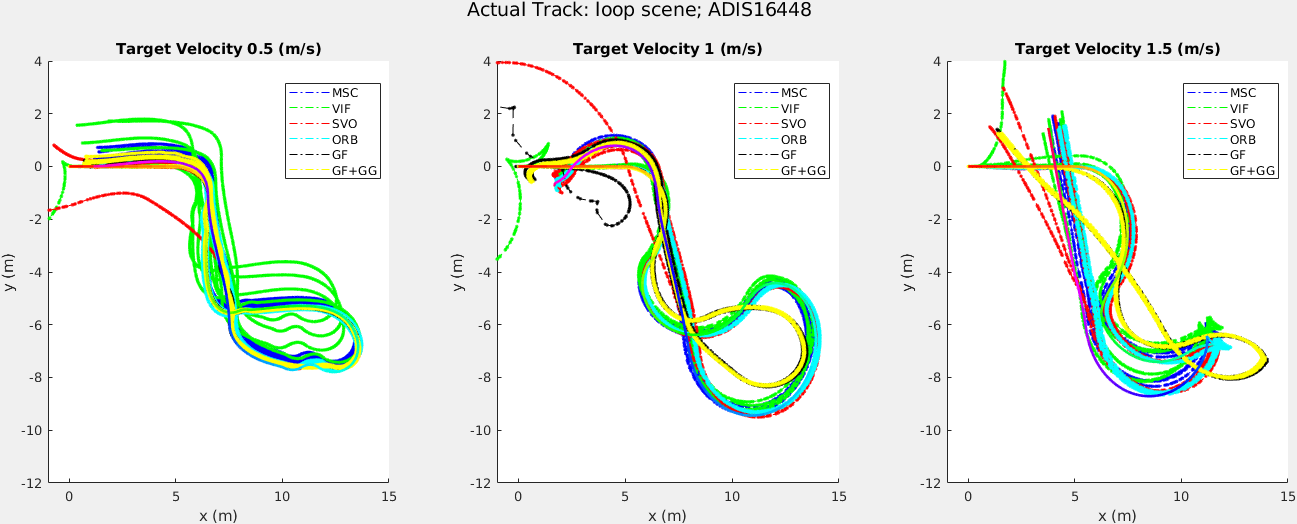 Actual Track: loop scene; ADIS16448
Target Velocity 0.5 (m/s)
4
2
0
-2
-4
-6
-8
-10
-12
y (m)
0
5
10
15
x (m)
MSC
VIF
SVO
ORB
GF
GF+GG
Target Velocity 1 (m/s)
4
2
0
-2
-4
-6
-8
-10
-12
y (m)
0
5
10
15
x (m)
MSC
VIF
SVO
ORB
GF
GF+GG
Target Velocity 1.5 (m/s)
4
2
0
-2
-4
-6
-8
-10
-12
y (m)
0
5
10
15
x (m)
MSC
VIF
SVO
ORB
GF
GF+GG